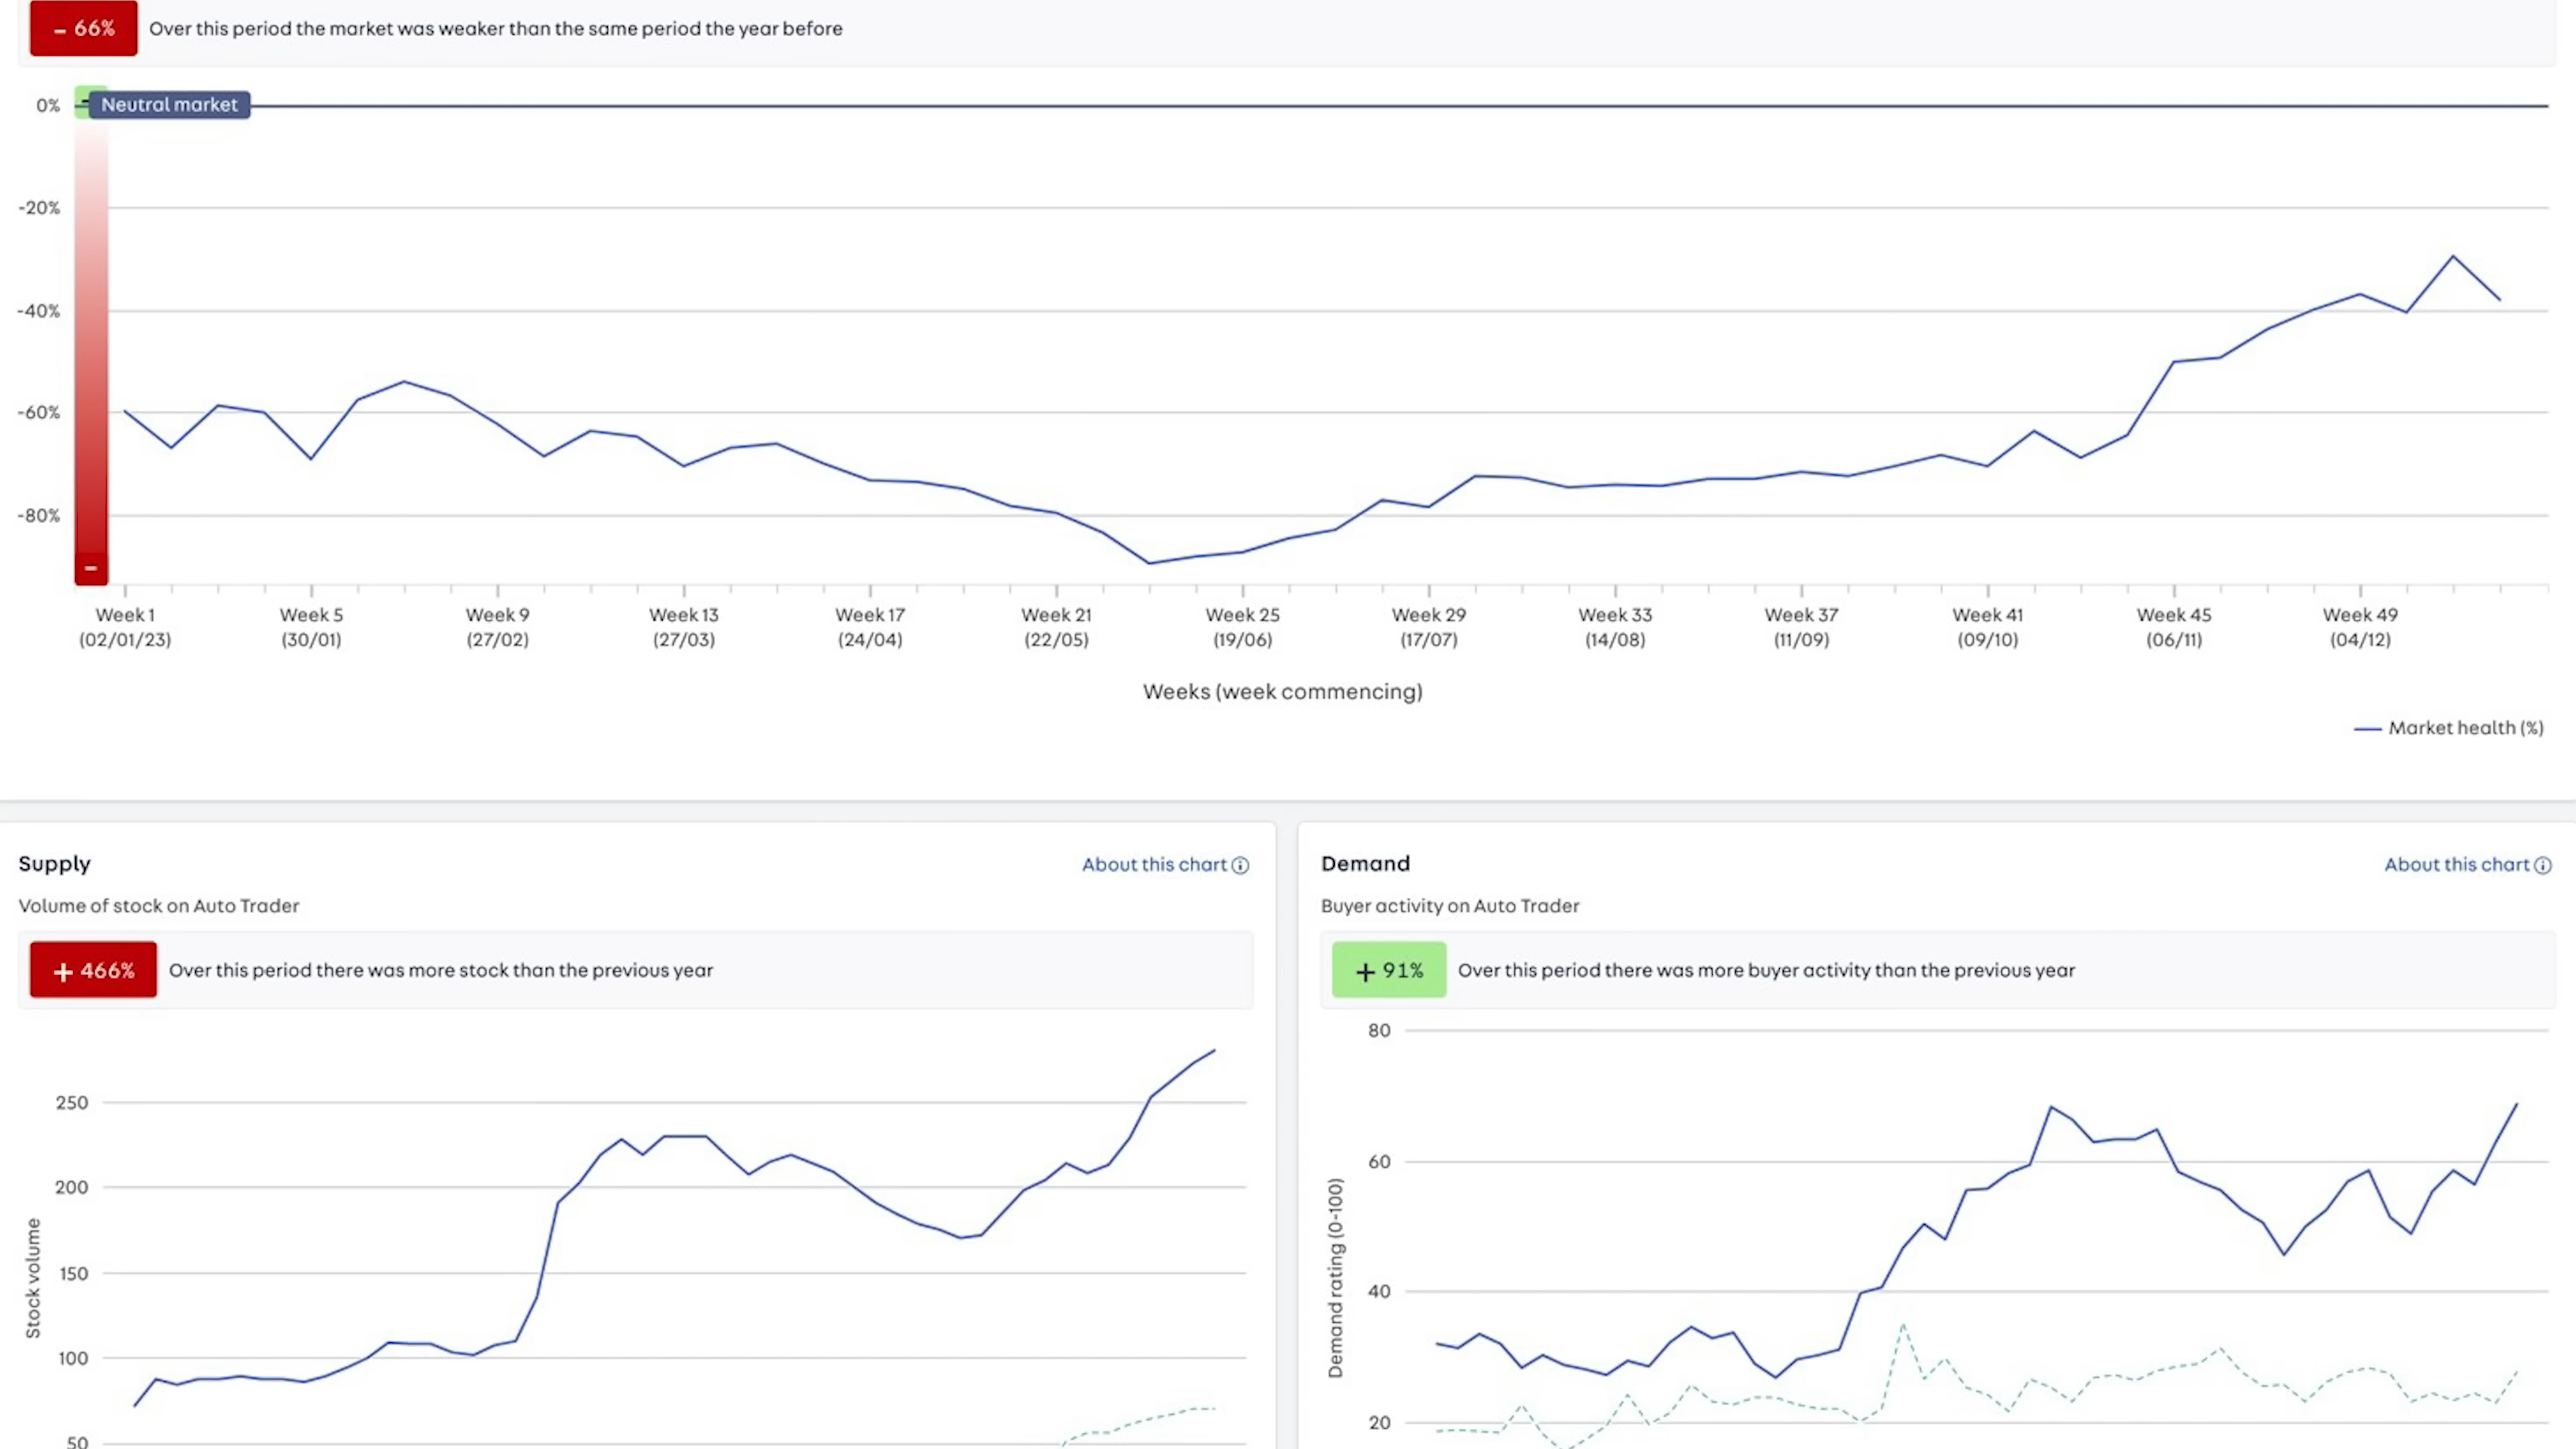 − 66% Over this period the market was weaker than the same period the year before
0% Neutral market
-20%
-40%
-60%
-80%
Week 1 Week 5 Week 9 Week 13 Week 17 Week 21 Week 25 Week 29 Week 33 Week 37 Week 41 Week 45 Week 49
(02/01/23) (30/01) (27/02) (27/03) (24/04) (22/05) (19/06) (17/07) (14/08) (11/09) (09/10) (06/11) (04/12)
Weeks (week commencing)
Market health (%)
Supply
About this chart
Volume of stock on Auto Trader
+ 466% Over this period there was more stock than the previous year
250
200
150
100
50
Stock volume
Demand
About this chart
Buyer activity on Auto Trader
+ 91% Over this period there was more buyer activity than the previous year
80
60
40
20
Demand rating (0-100)